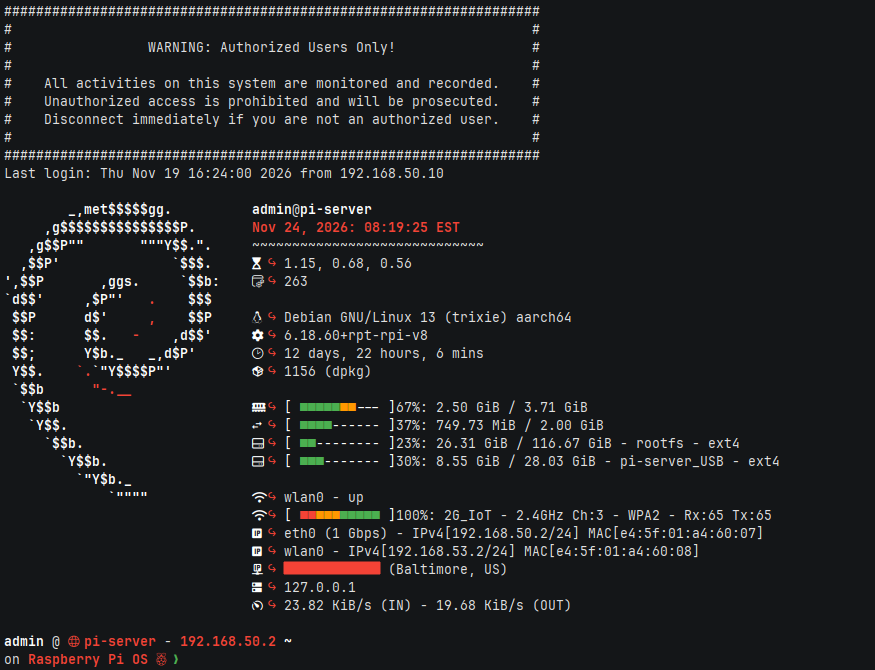 ####################################################################
#                                                                  #
#                 WARNING: Authorized Users Only!                  #
#                                                                  #
#    All activities on this system are monitored and recorded.     #
#    Unauthorized access is prohibited and will be prosecuted.     #
#    Disconnect immediately if you are not an authorized user.     #
#                                                                  #
####################################################################
Last login: Thu Nov 19 16:24:00 2026 from 192.168.50.10
        _,met$$$$$gg.          admin@pi-server
     ,g$$$$$$$$$$$$$$$P.       Nov 24, 2026: 08:19:25 EST
   ,g$$P""       """Y$$.".     ~~~~~~~~~~~~~~~~~~~~~~~~~~~~~
  ,$$P'              `$$$.     1.15, 0.68, 0.56
',$$P       ,ggs.     `$$b:    263
`d$$'     ,$P"'   .    $$$
 $$P      d$'     ,    $$P     Debian GNU/Linux 13 (trixie) aarch64
 $$:      $$.   -    ,d$$'     6.18.60+rpt-rpi-v8
 $$;      Y$b._   _,d$P'       12 days, 22 hours, 6 mins
 Y$$.    `.`"Y$$$$P"'          1156 (dpkg)
 `$$b      "-.__
  `Y$$b                        [ ■■■■■■■--- ]67%: 2.50 GiB / 3.71 GiB
   `Y$$.                       [ ■■■■------ ]37%: 749.73 MiB / 2.00 GiB
     `$$b.                     [ ■■-------- ]23%: 26.31 GiB / 116.67 GiB - rootfs - ext4
       `Y$$b.                  [ ■■■------- ]30%: 8.55 GiB / 28.03 GiB - pi-server_USB - ext4
         `"Y$b._
             `""""             wlan0 - up
[ ■■■■■■■■■■ ]100%: 2G_IoT - 2.4GHz Ch:3 - WPA2 - Rx:65 Tx:65
eth0 (1 Gbps) - IPv4[192.168.50.2/24] MAC[e4:5f:01:a4:60:07]
wlan0 - IPv4[192.168.53.2/24] MAC[e4:5f:01:a4:60:08]
(Baltimore, US)
127.0.0.1
23.82 KiB/s (IN) - 19.68 KiB/s (OUT)
admin @ pi-server - 192.168.50.2 ~
on Raspberry Pi OS ❯